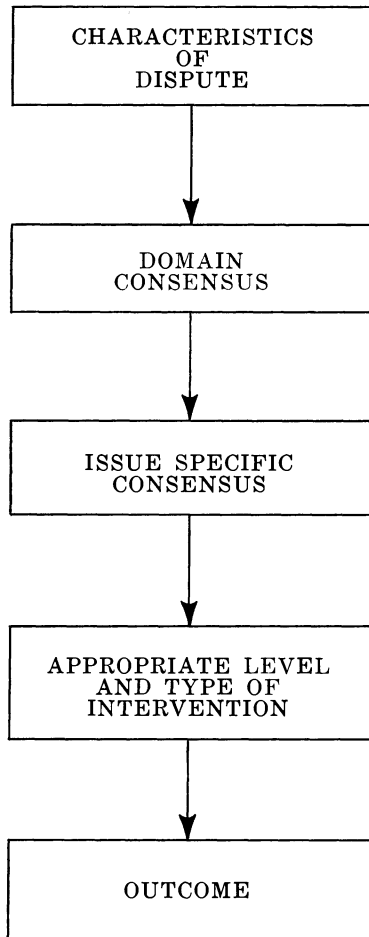 CHARACTERISTICS
OF
DISPUTE
DOMAIN
CONSENSUS
ISSUE SPECIFIC
CONSENSUS
APPROPRIATE LEVEL
AND TYPE OF
INTERVENTION
OUTCOME